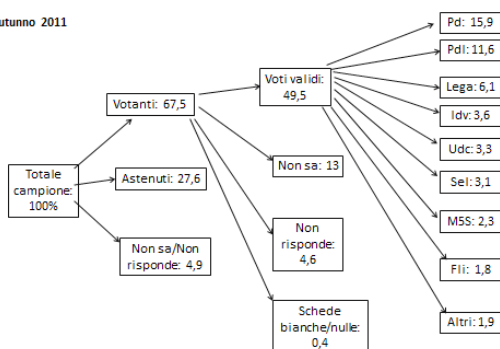 utunno 2011
Totale
campione:
100%
Votanti: 67,5
Astenuti: 27,6
Non sa/Non
risponde: 4,9
Voti validi:
49,5
Non sa: 13
Non
risponde:
4,6
Schede
bianche/nulle:
0,4
Pd: 15,9
Pdl: 11,6
Lega: 6,1
Idv: 3,6
Udc: 3,3
Sel: 3,1
M5S: 2,3
Fli: 1,8
Altri: 1,9